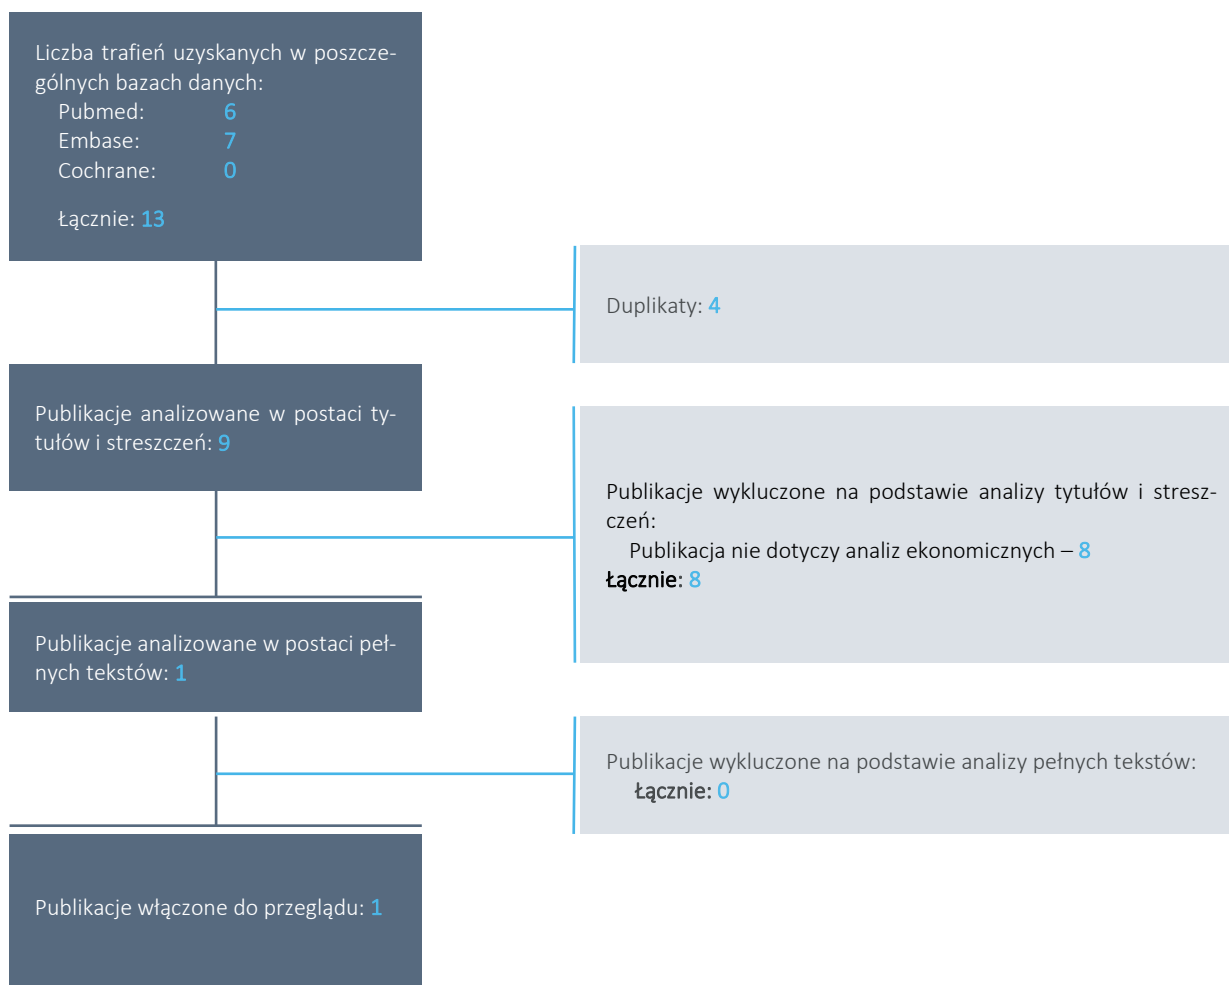 Liczba trafień uzyskanych w poszcze-
gólnych bazach danych:
Pubmed: 6
Embase: 7
Cochrane: 0
Łącznie: 13
Duplikaty: 4
Publikacje analizowane w postaci ty-
tułów i streszczeń: 9
Publikacje wykluczone na podstawie analizy tytułów i stresz-
czeń:
Publikacja nie dotyczy analiz ekonomicznych – 8
Łącznie: 8
Publikacje analizowane w postaci peł-
nych tekstów: 1
Publikacje wykluczone na podstawie analizy pełnych tekstów:
Łącznie: 0
Publikacje włączone do przeglądu: 1